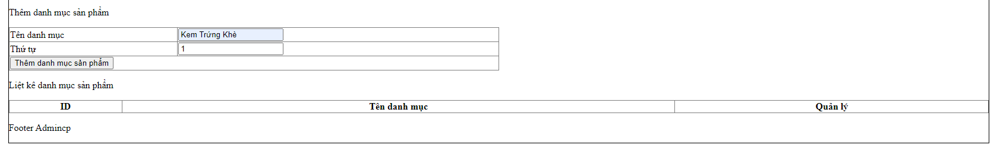 Thêm danh mục sản phẩm
Tên danh mục Kem Trứng Khè
Thứ tự 1
Thêm danh mục sản phẩm
Liệt kê danh mục sản phẩm
ID Tên danh mục Quản lý
Footer Admincp